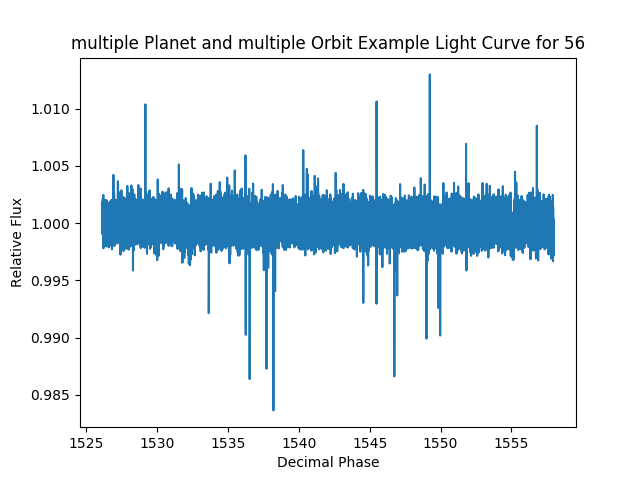 multiple Planet and multiple Orbit Example Light Curve for 56
1.010
1.005
1.000
0.995
0.990
0.985
Relative Flux
1525 1530 1535 1540 1545 1550 1555
Decimal Phase